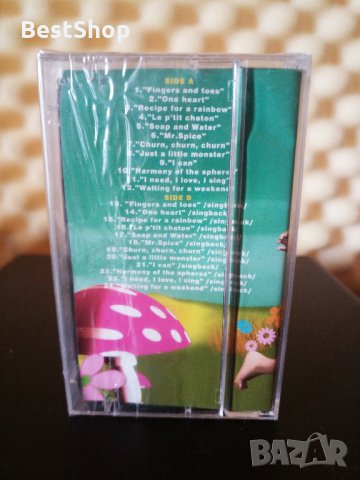 BestShop
SIDE A
1."Fingers and toes"
2."One heart"
3."Recipe for a rainbow"
4."Le p'tit chaton"
5."Soap and Water"
6."Mr.Spice"
7."Churn, churn, churn"
8."Just a little monster"
9."I can"
10."Harmony of the spheres"
11."I need, I love, I sing"
12."Waiting for a weekend"
SIDE B
13."Fingers and toes" /singback/
14."One heart" /singback/
15."Recipe for a rainbow" /singback/
16."Le p'tit chaton" /singback/
17."Soap and Water" /singback/
18."Mr.Spice" /singback/
19."Churn, churn, churn" /singback/
20."Just a little monster" /singback/
21."I can" /singback/
22."Harmony of the spheres" /singback/
23."I need, I love, I sing" /singback/
24."Waiting for a weekend" /singback/
BAZAR
bg